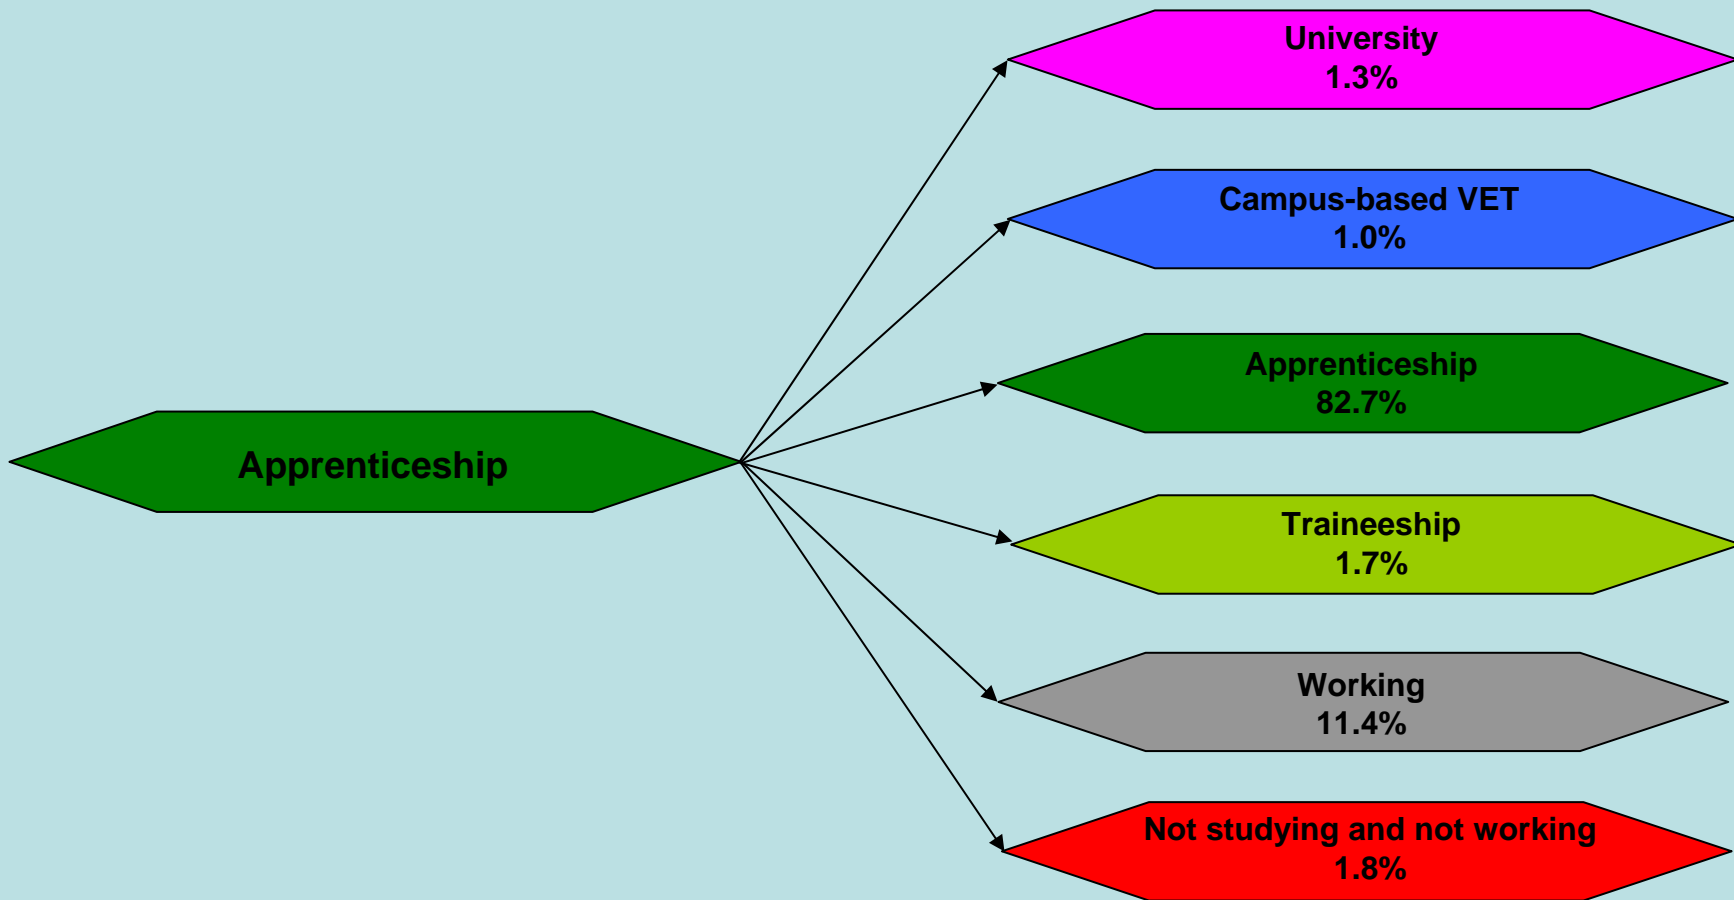 University
1.3%
Campus-based VET
1.0%
Apprenticeship
82.7%
Apprenticeship
Traineeship
1.7%
Working
11.4%
Not studying and not working
1.8%